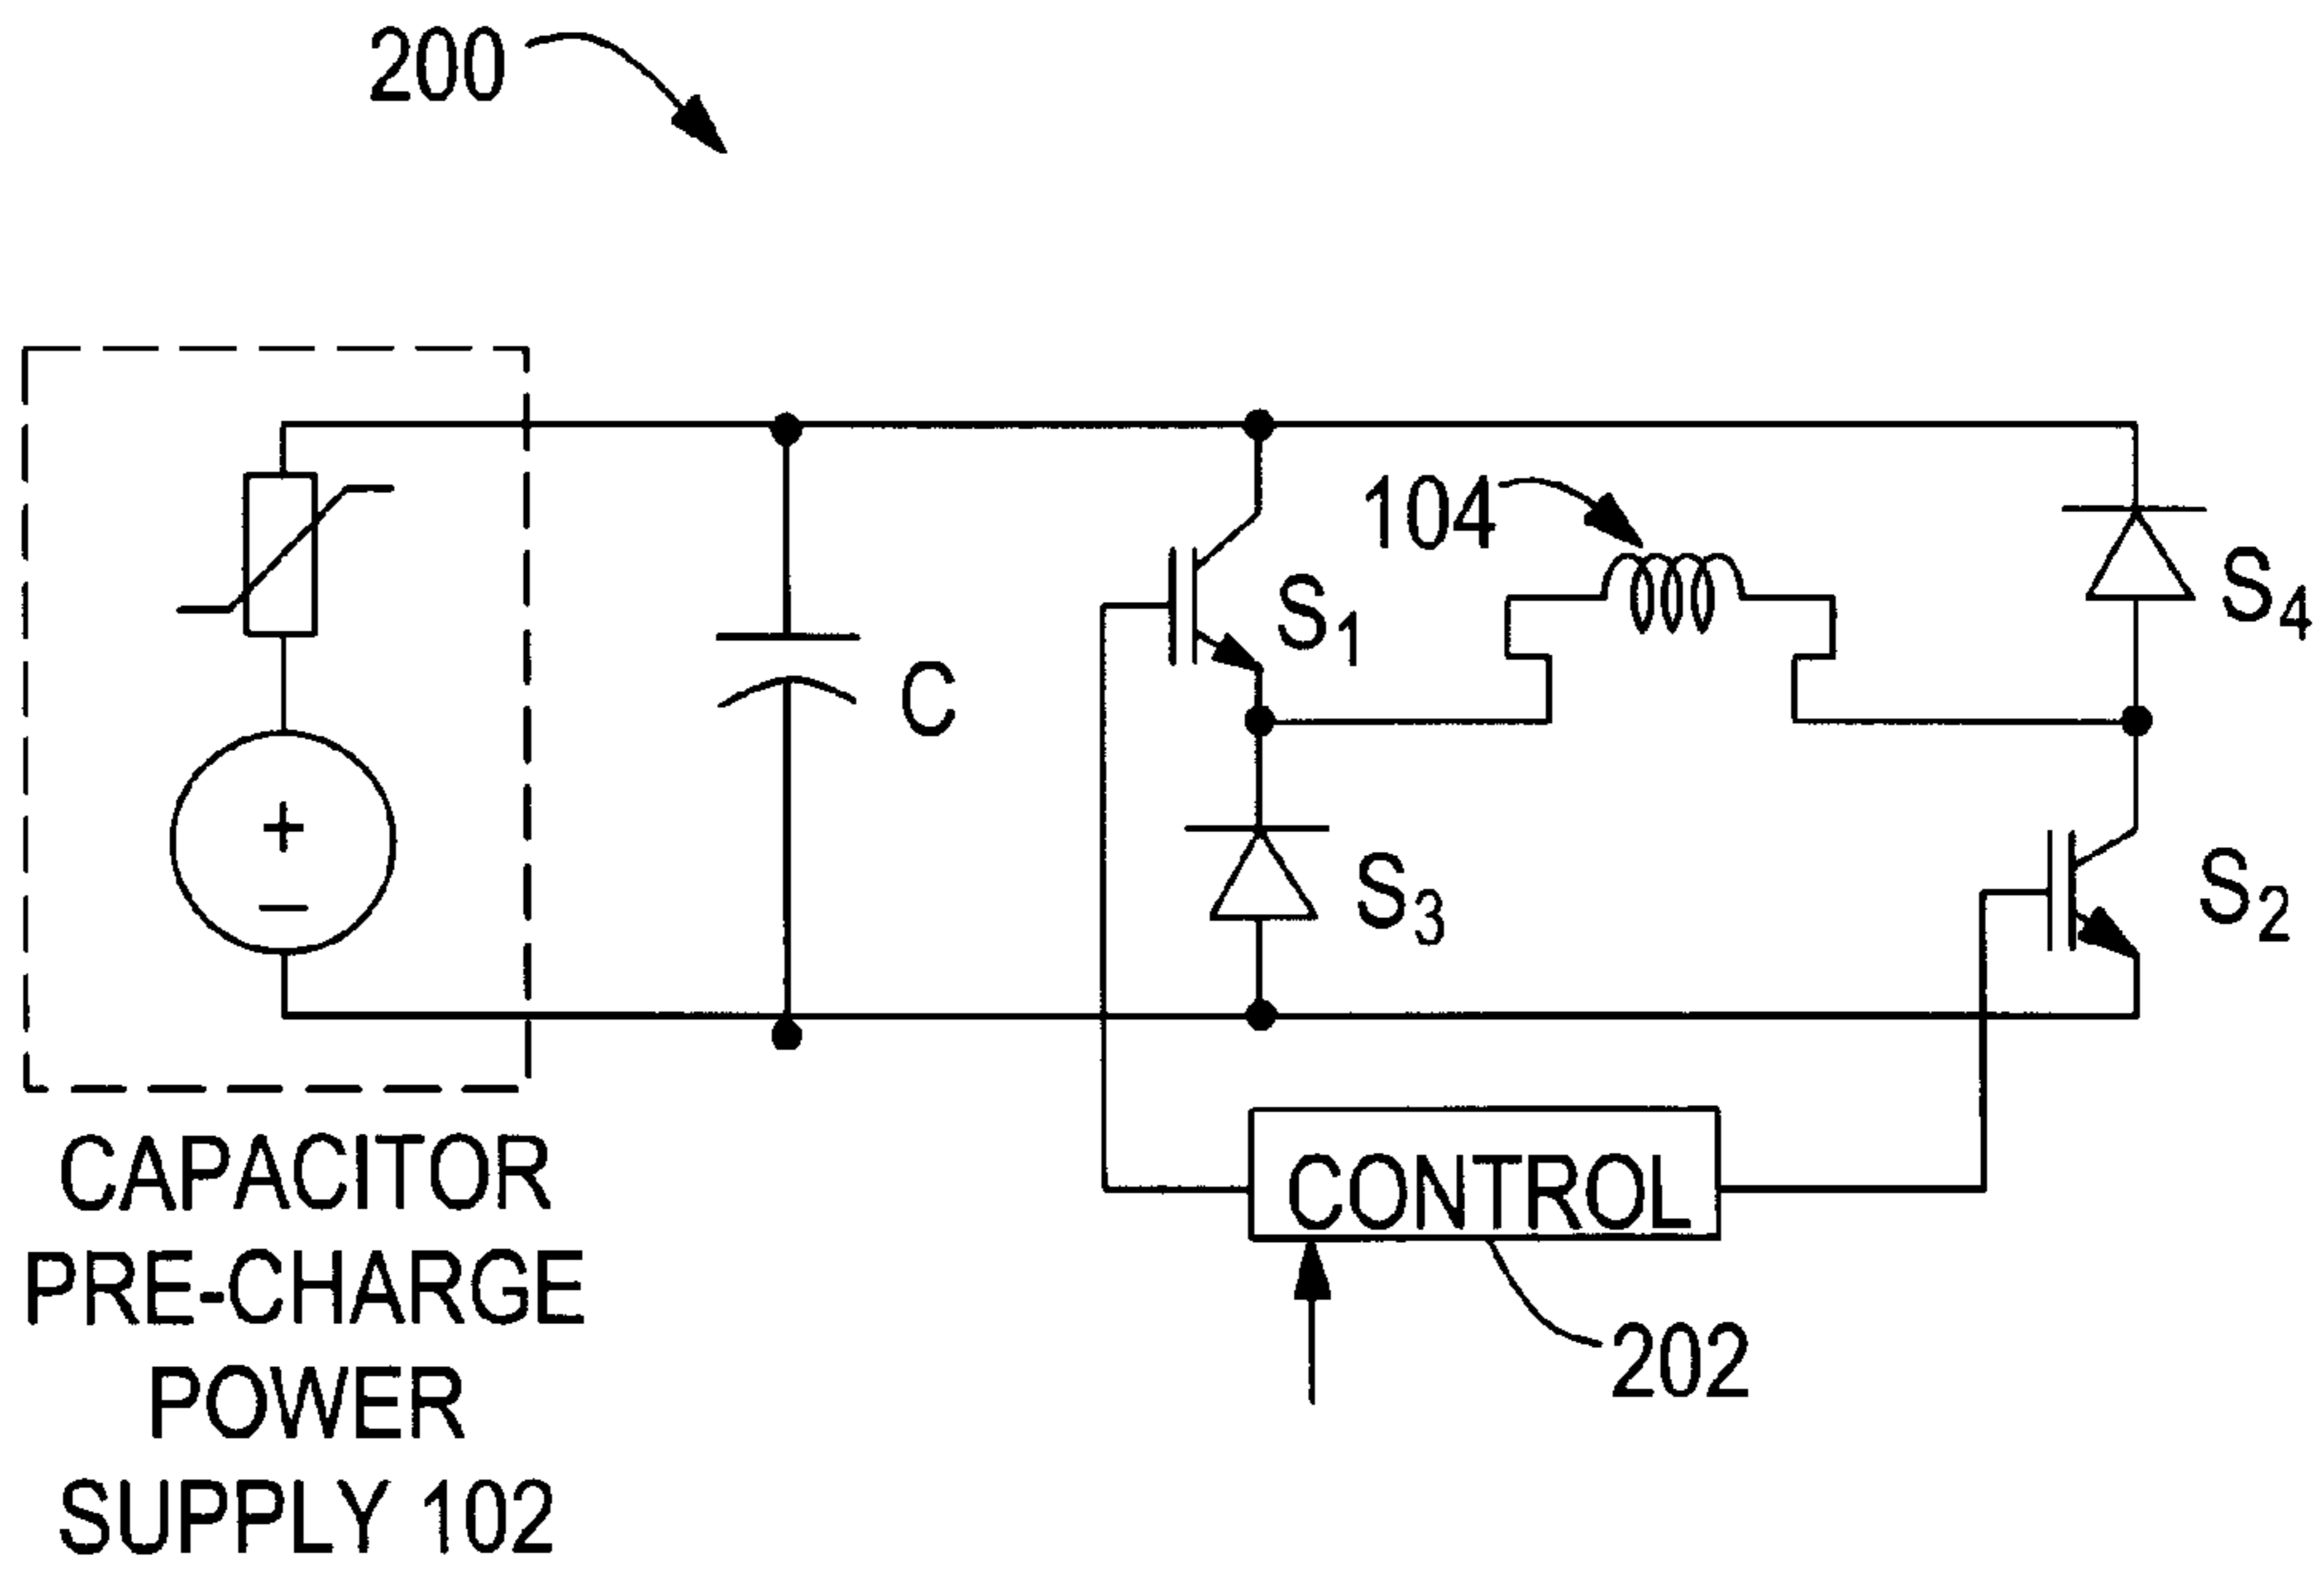 200
104
S1
S4
C
S3
S2
+
−
CONTROL
202
CAPACITOR
PRE-CHARGE
POWER
SUPPLY 102